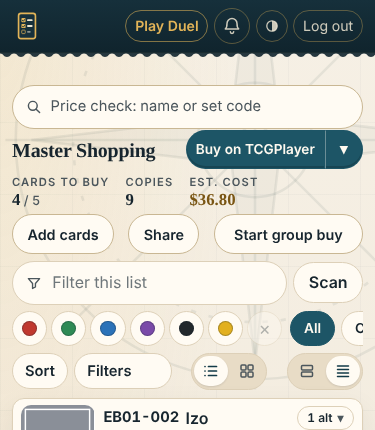 Play Duel
Log out
Price check: name or set code
Master Shopping
Buy on TCGPlayer ▼
CARDS TO BUY COPIES EST. COST
4 / 5 9 $36.80
Add cards Share Start group buy
Filter this list Scan
× All
Sort Filters
EB01-002 Izo 1 alt ▾